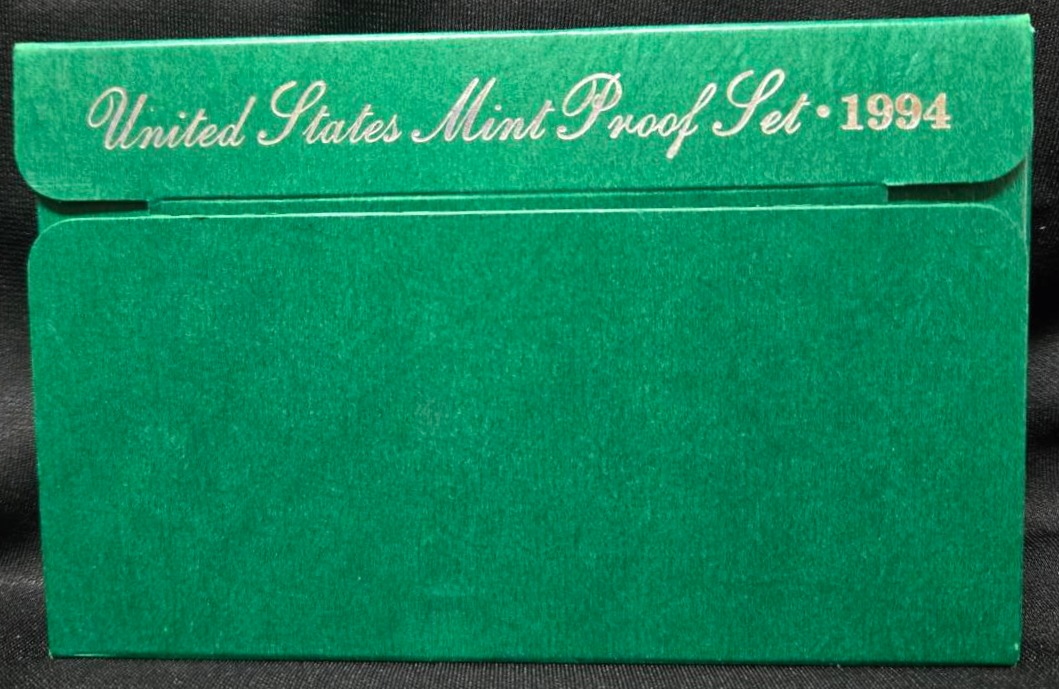 United States Mint Proof Set • 1994